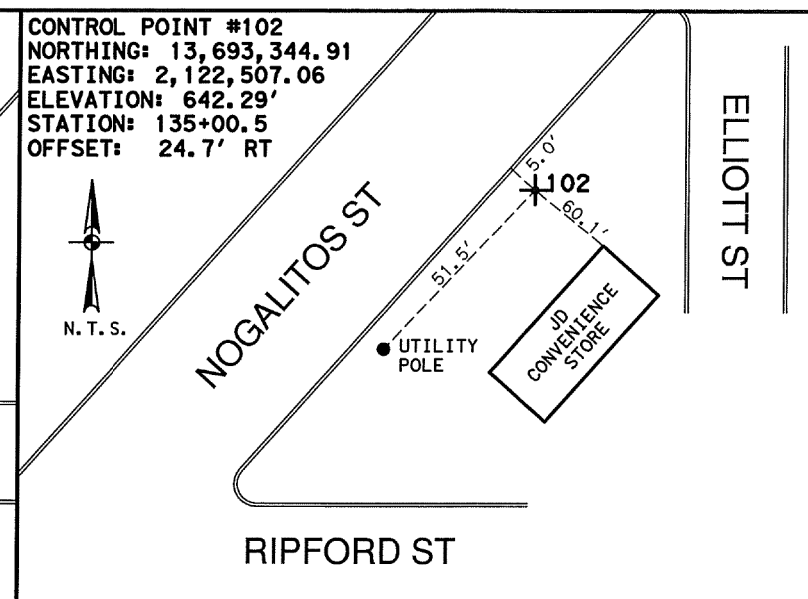 CONTROL POINT #102
NORTHING: 13,693,344.91
EASTING: 2,122,507.06
ELEVATION: 642.29'
STATION: 135+00.5
OFFSET: 24.7' RT
N.T.S.
NOGALITOS ST
ELLIOTT ST
5.0'
102
60.1'
51.5'
UTILITY
POLE
JD
CONVENIENCE
STORE
RIPFORD ST